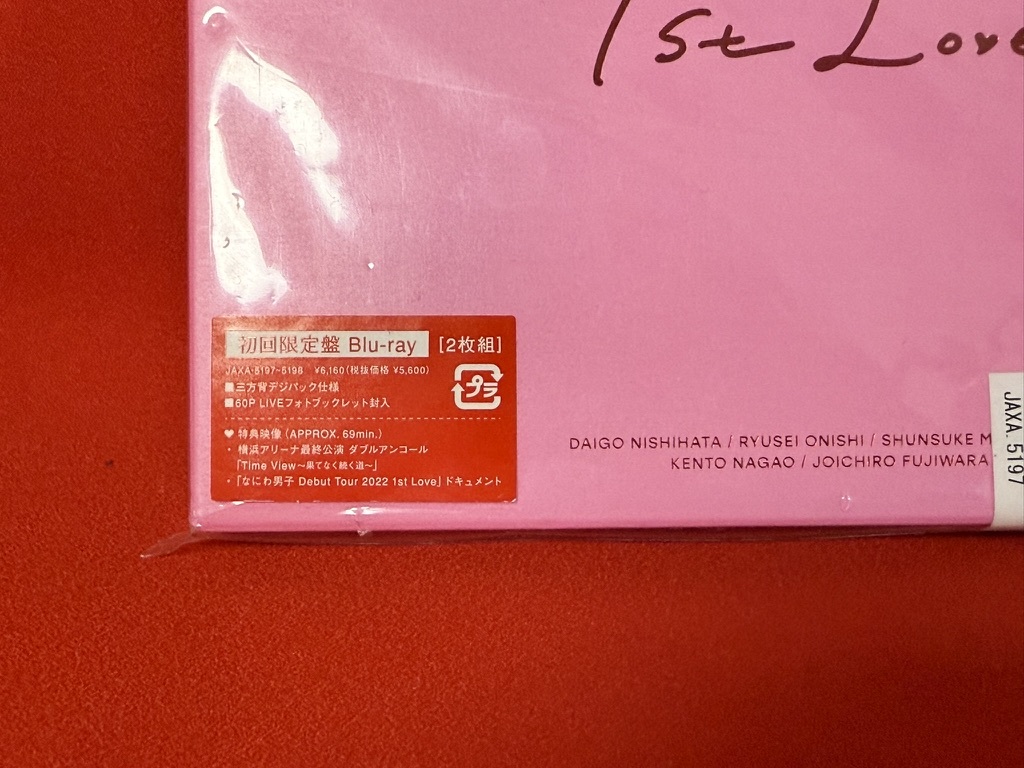 1st Love
初回限定盤 Blu-ray [2枚組]
JAXA-5197~5198 ¥6,160(税抜価格 ¥5,600)
■三方背デジパック仕様
■60P LIVEフォトブックレット封入
プラ
♥ 特典映像 (APPROX. 69min.)
・横浜アリーナ最終公演 ダブルアンコール
「Time View〜果てなく続く道〜」
・「なにわ男子 Debut Tour 2022 1st Love」ドキュメント
DAIGO NISHIHATA / RYUSEI ONISHI / SHUNSUKE M
KENTO NAGAO / JOICHIRO FUJIWARA
JAXA. 5197